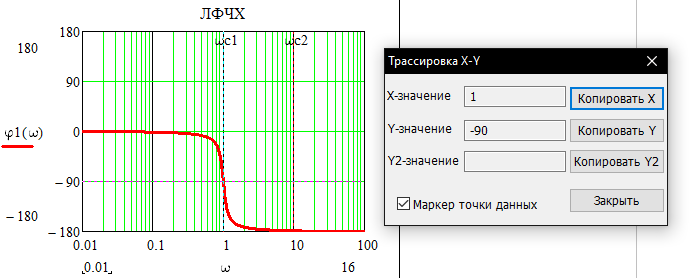 ЛФЧХ
180
φ1(ω)
−180
180
90
0
−90
−180
ωc1
ωc2
0.01
0.1
1
10
100
0.01
ω
16
Трассировка X-Y
X-значение
1
Копировать X
Y-значение
-90
Копировать Y
Y2-значение
Копировать Y2
Маркер точки данных
Закрыть